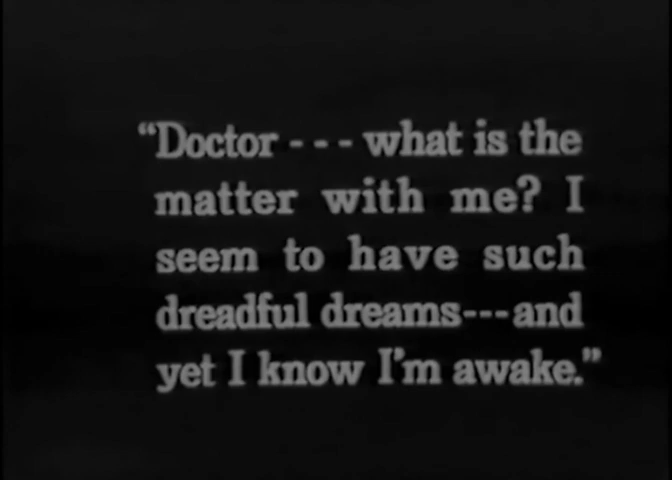 “Doctor - - - what is the
matter with me? I
seem to have such
dreadful dreams---and
yet I know I'm awake.”